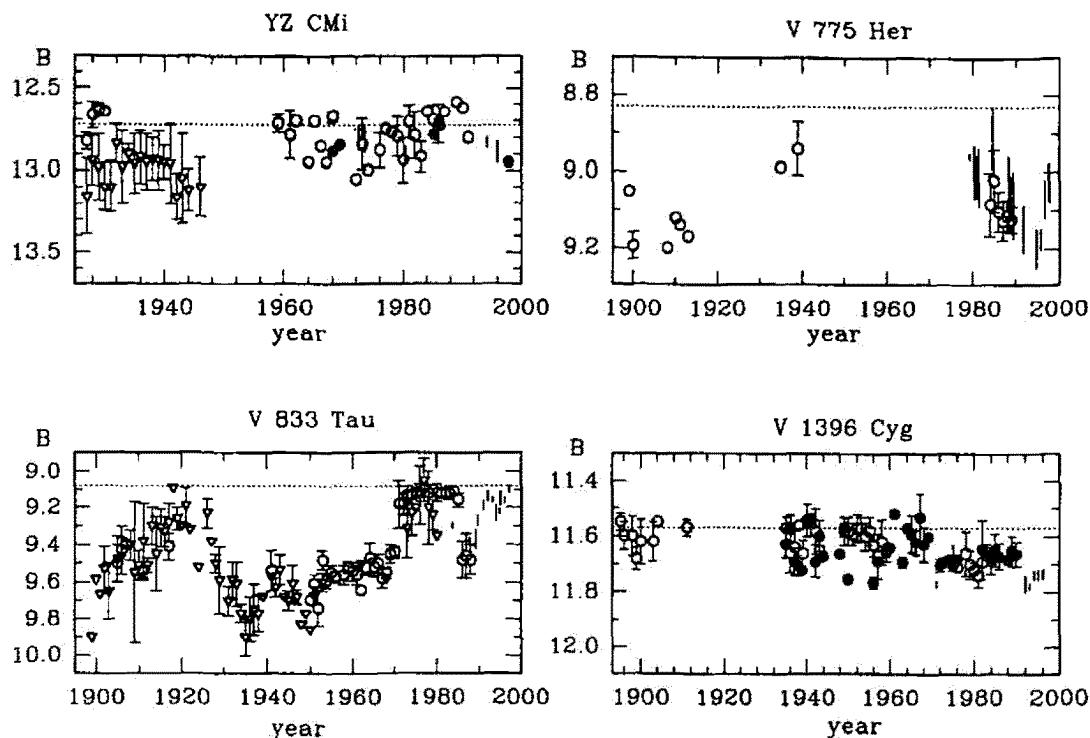 YZ CMi
B
12.5
13.0
13.5
1940 1960 1980 2000
year
V 775 Her
B
8.8
9.0
9.2
1900 1920 1940 1960 1980 2000
year
V 833 Tau
B
9.0
9.2
9.4
9.6
9.8
10.0
1900 1920 1940 1960 1980 2000
year
V 1396 Cyg
B
11.4
11.6
11.8
12.0
1900 1920 1940 1960 1980 2000
year